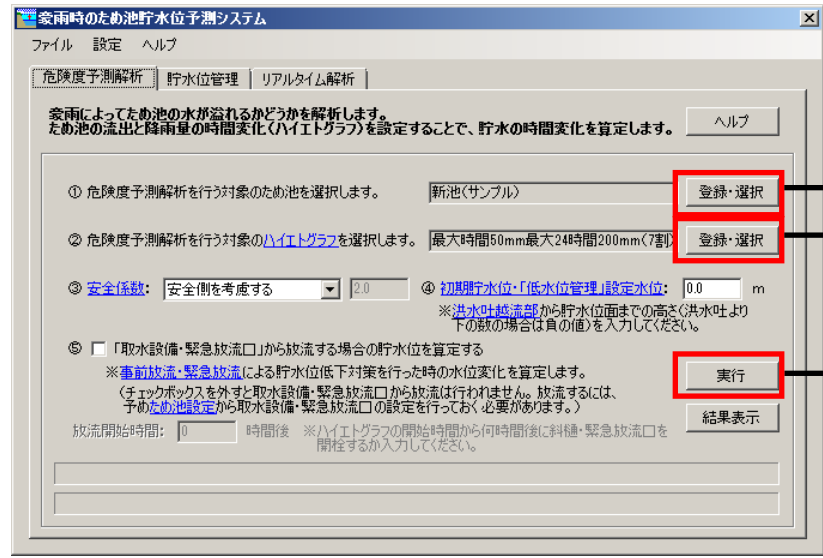 豪雨時のため池貯水位予測システム
ファイル 設定 ヘルプ
危険度予測解析 貯水位管理 リアルタイム解析
豪雨によってため池の水が溢れるかどうかを解析します。
ため池の流出と降雨量の時間変化(ハイエトグラフ)を設定することで、貯水の時間変化を算定します。
ヘルプ
① 危険度予測解析を行う対象のため池を選択します。 新池(サンプル) 登録・選択
② 危険度予測解析を行う対象のハイエトグラフを選択します。 最大時間50mm最大24時間200mm(7割) 登録・選択
③ 安全係数: 安全側を考慮する 2.0 ④ 初期貯水位・「低水位管理」設定水位: 0.0 m
※洪水吐越流部から貯水位面までの高さ(洪水吐より
下の数の場合は負の値)を入力してください。
⑤ 「取水設備・緊急放流口」から放流する場合の貯水位を算定する
※事前放流・緊急放流による貯水位低下対策を行った時の水位変化を算定します。
(チェックボックスを外すと取水設備・緊急放流口から放流は行われません。放流するには、
予めため池設定から取水設備・緊急放流口の設定を行っておく必要があります。)
実行
結果表示
放流開始時間: 0 時間後 ※ハイエトグラフの開始時間から何時間後に斜樋・緊急放流口を
開栓するか入力してください。